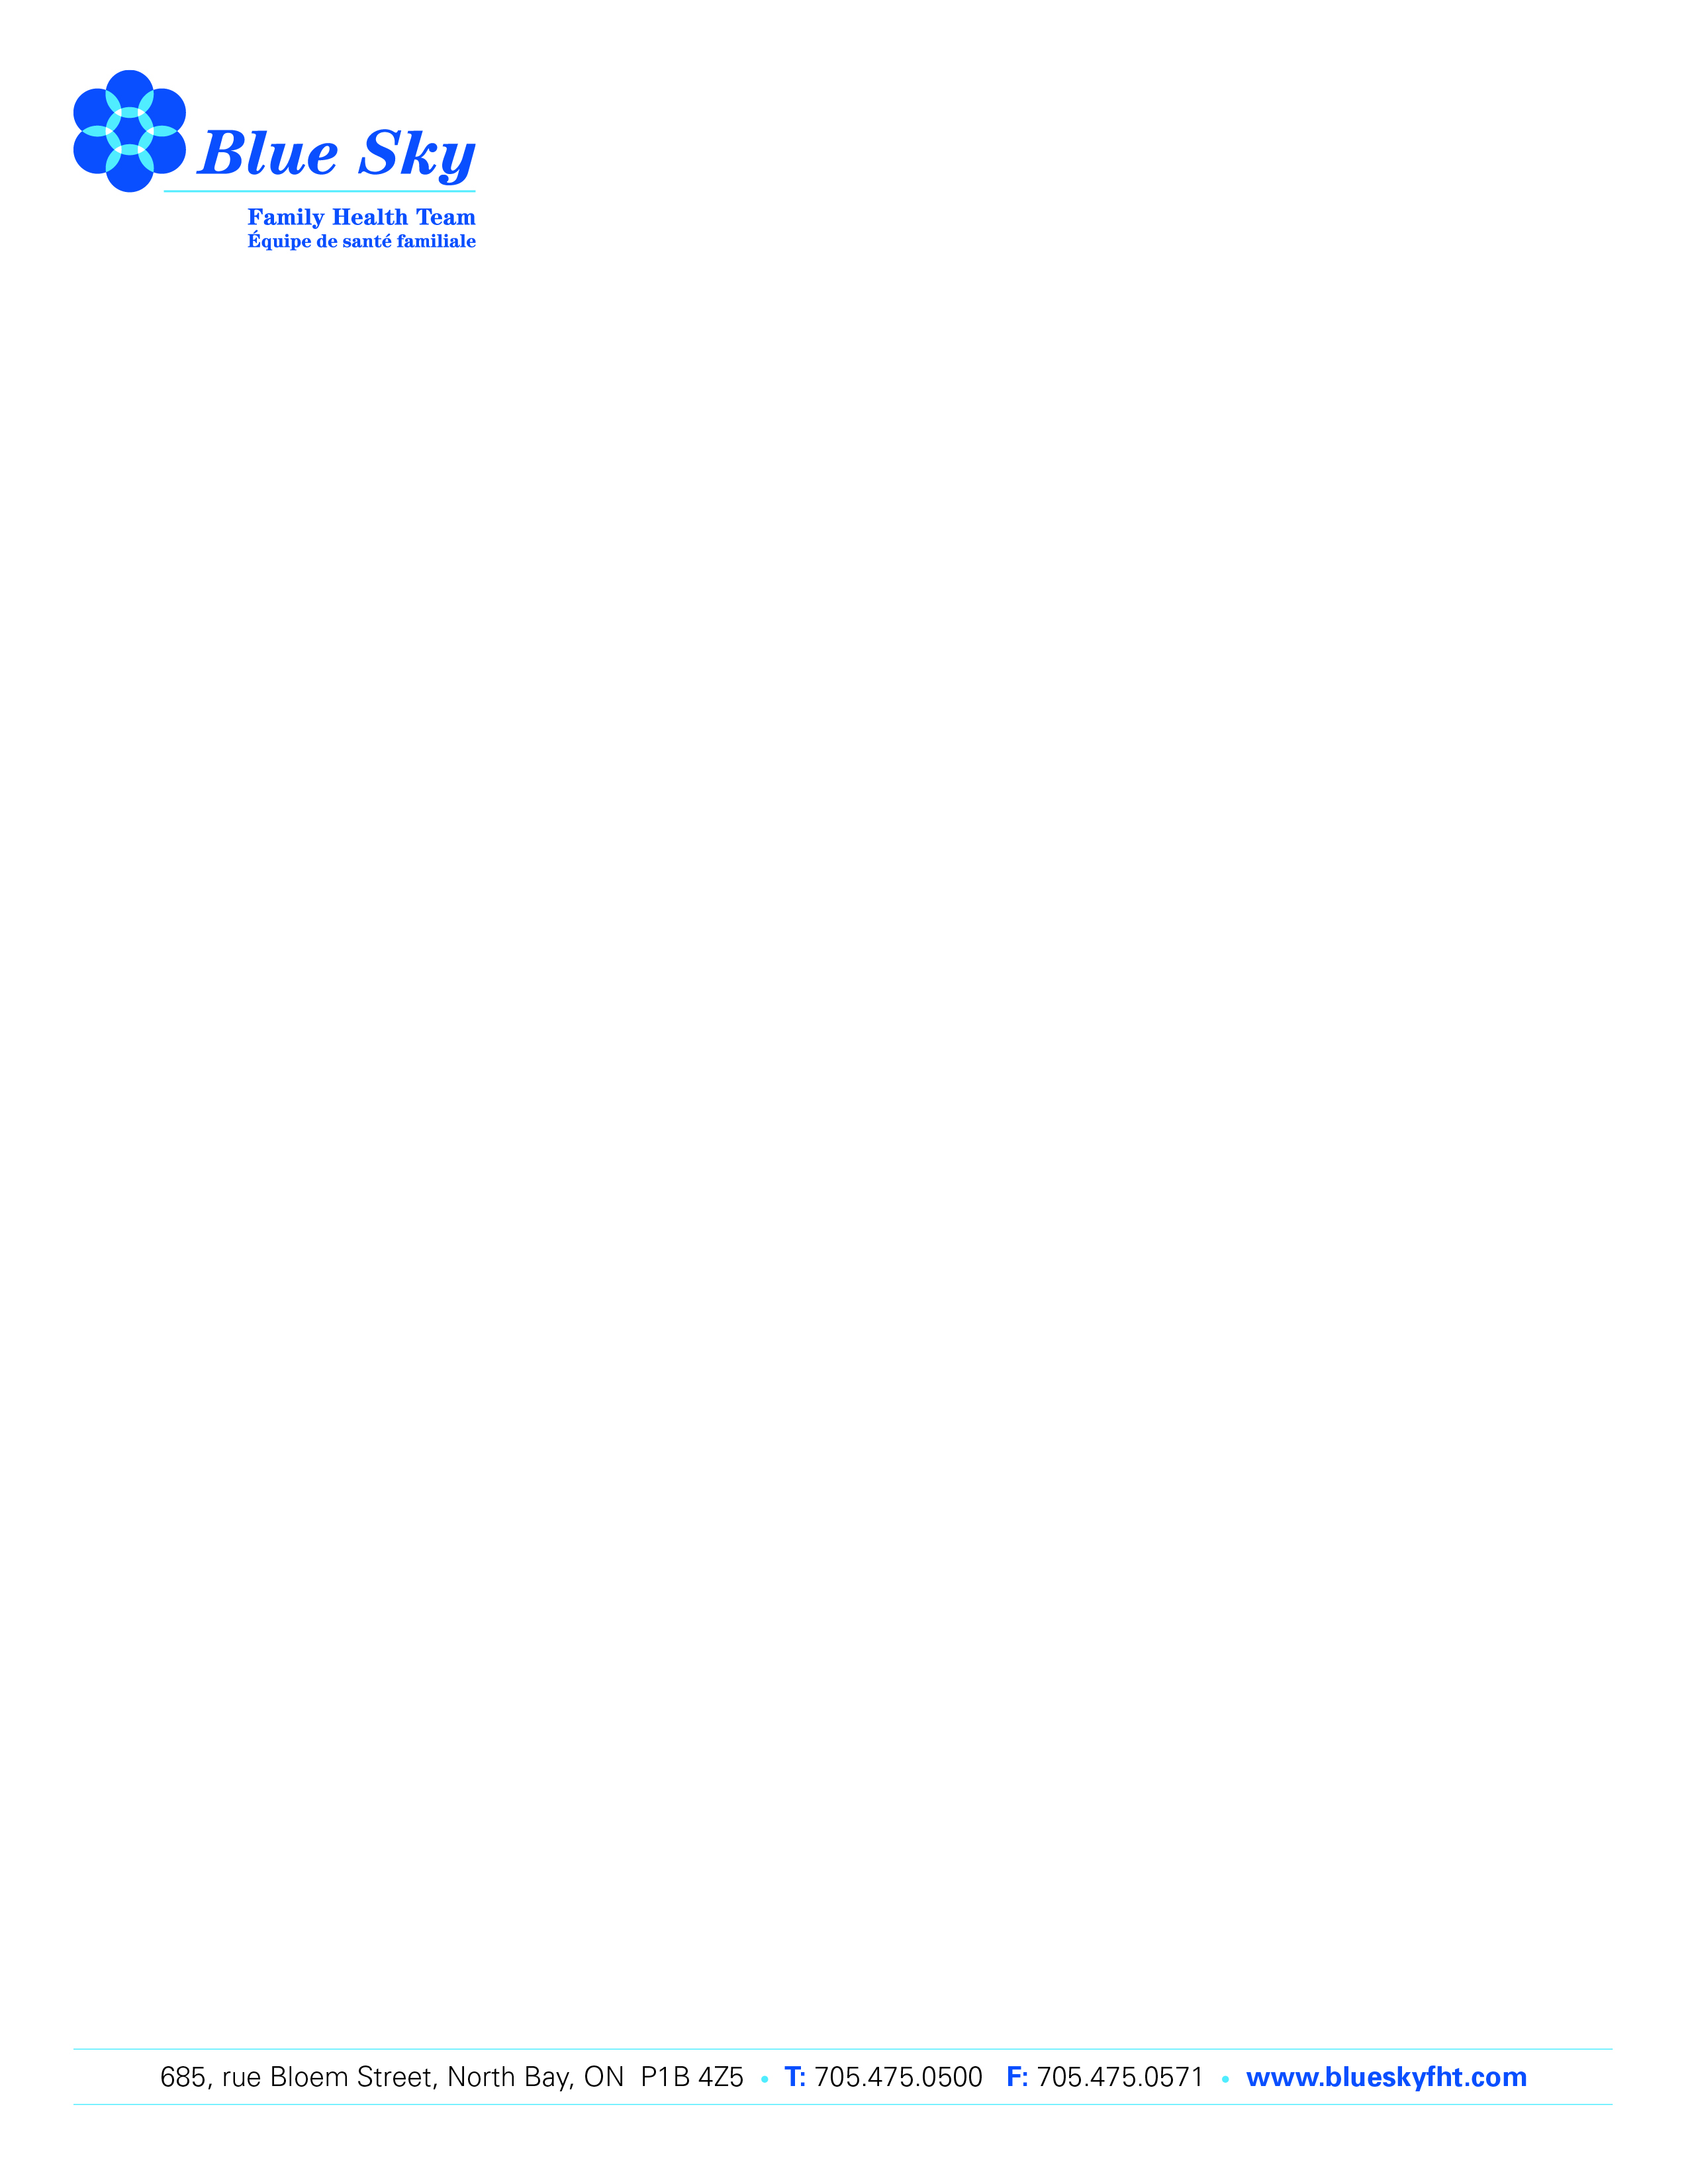 Blue Sky
Family Health Team
Équipe de santé familiale
685, rue Bloem Street, North Bay, ON  P1B 4Z5 • T: 705.475.0500 F: 705.475.0571 • www.blueskyfht.com